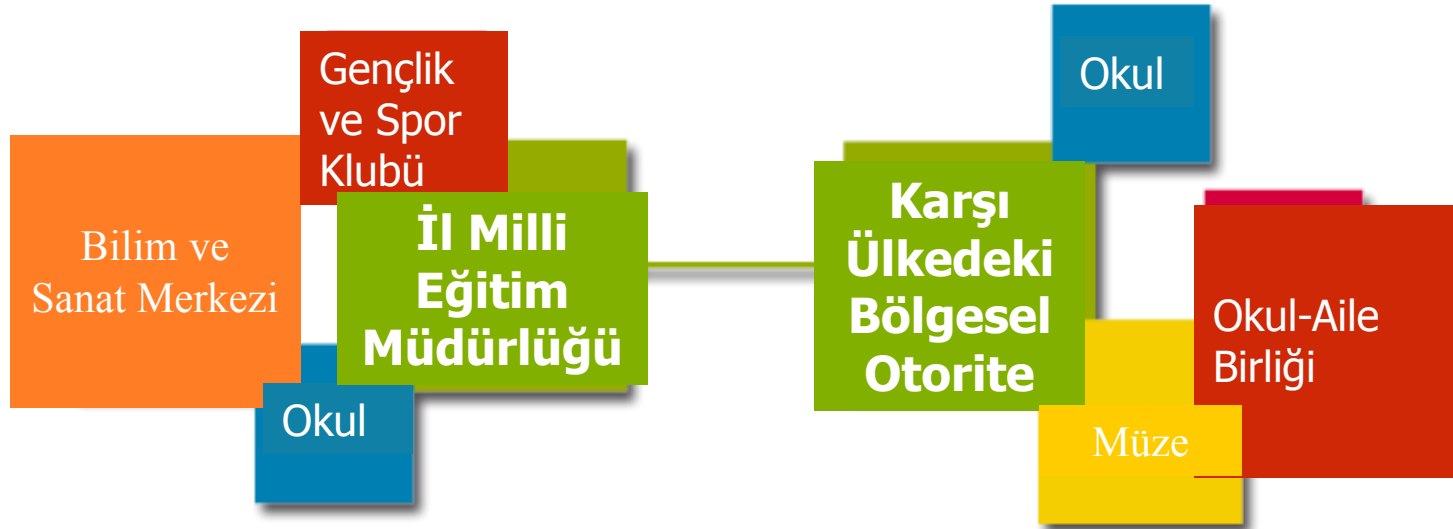 Gençlik
ve Spor
Klubü
Bilim ve
Sanat Merkezi
İl Milli
Eğitim
Müdürlüğü
Okul
Okul
Karşı
Ülkedeki
Bölgesel
Otorite
Okul-Aile
Birliği
Müze